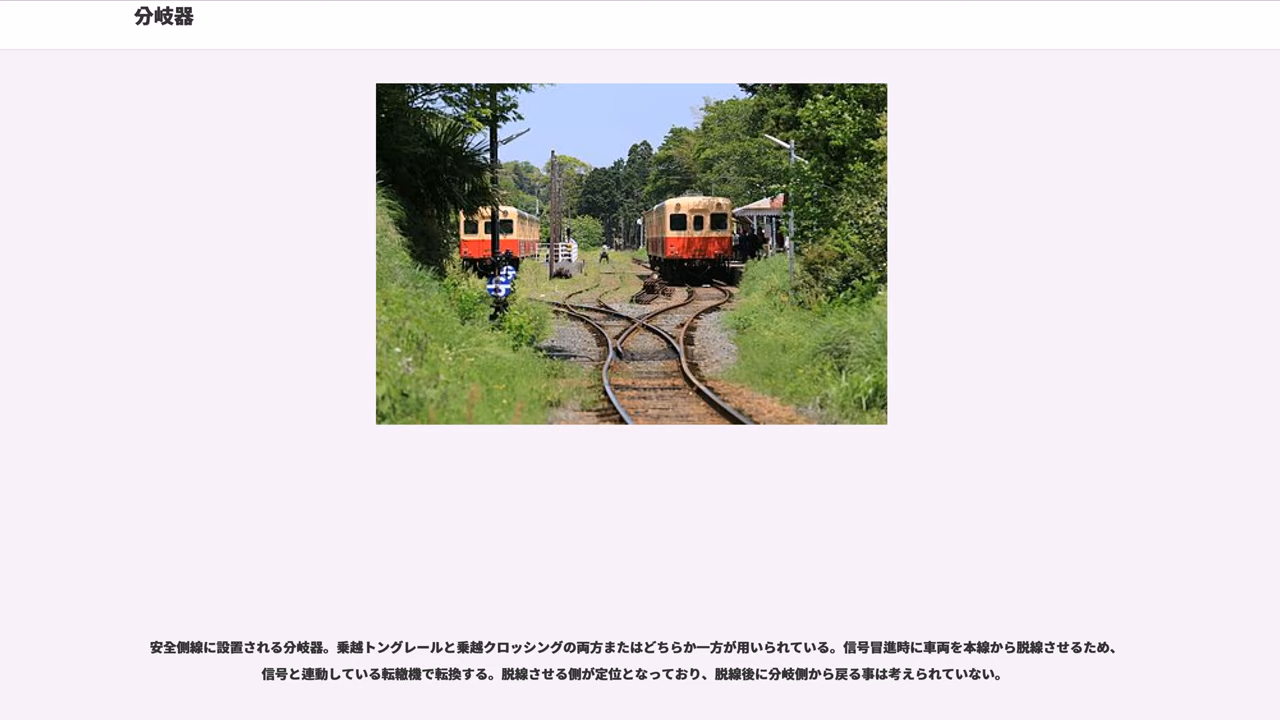 分岐器
安全側線に設置される分岐器。乗越トングレールと乗越クロッシングの両方またはどちらか一方が用いられている。信号冒進時に車両を本線から脱線させるため、
信号と連動している転轍機で転換する。脱線させる側が定位となっており、脱線後に分岐側から戻る事は考えられていない。